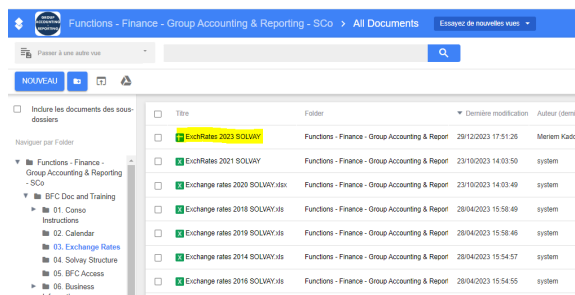 GROUP
ACCOUNTING
REPORTING
Functions - Finance - Group Accounting & Reporting - SCo > All Documents
Essayez de nouvelles vues
Passer à une autre vue
NOUVEAU
Inclure les documents des sous-
dossiers
Naviguer par Folder
Functions - Finance -
Group Accounting & Reporting
- SCo
BFC Doc and Training
01. Conso
Instructions
02. Calendar
03. Exchange Rates
04. Solvay Structure
05. BFC Access
06. Business
Titre Folder Dernière modification Auteur (derni
ExchRates 2023 SOLVAY Functions - Finance - Group Accounting & Report 29/12/2023 17:51:26 Meriem Kado
ExchRates 2021 SOLVAY Functions - Finance - Group Accounting & Report 23/10/2023 14:03:50 system
Exchange rates 2020 SOLVAY.xlsx Functions - Finance - Group Accounting & Report 23/10/2023 14:03:49 system
Exchange rates 2018 SOLVAY.xls Functions - Finance - Group Accounting & Report 28/04/2023 15:58:49 system
Exchange rates 2019 SOLVAY.xls Functions - Finance - Group Accounting & Report 28/04/2023 15:58:46 system
Exchange rates 2014 SOLVAY.xls Functions - Finance - Group Accounting & Report 28/04/2023 15:54:57 system
Exchange rates 2016 SOLVAY.xls Functions - Finance - Group Accounting & Report 28/04/2023 15:54:55 system